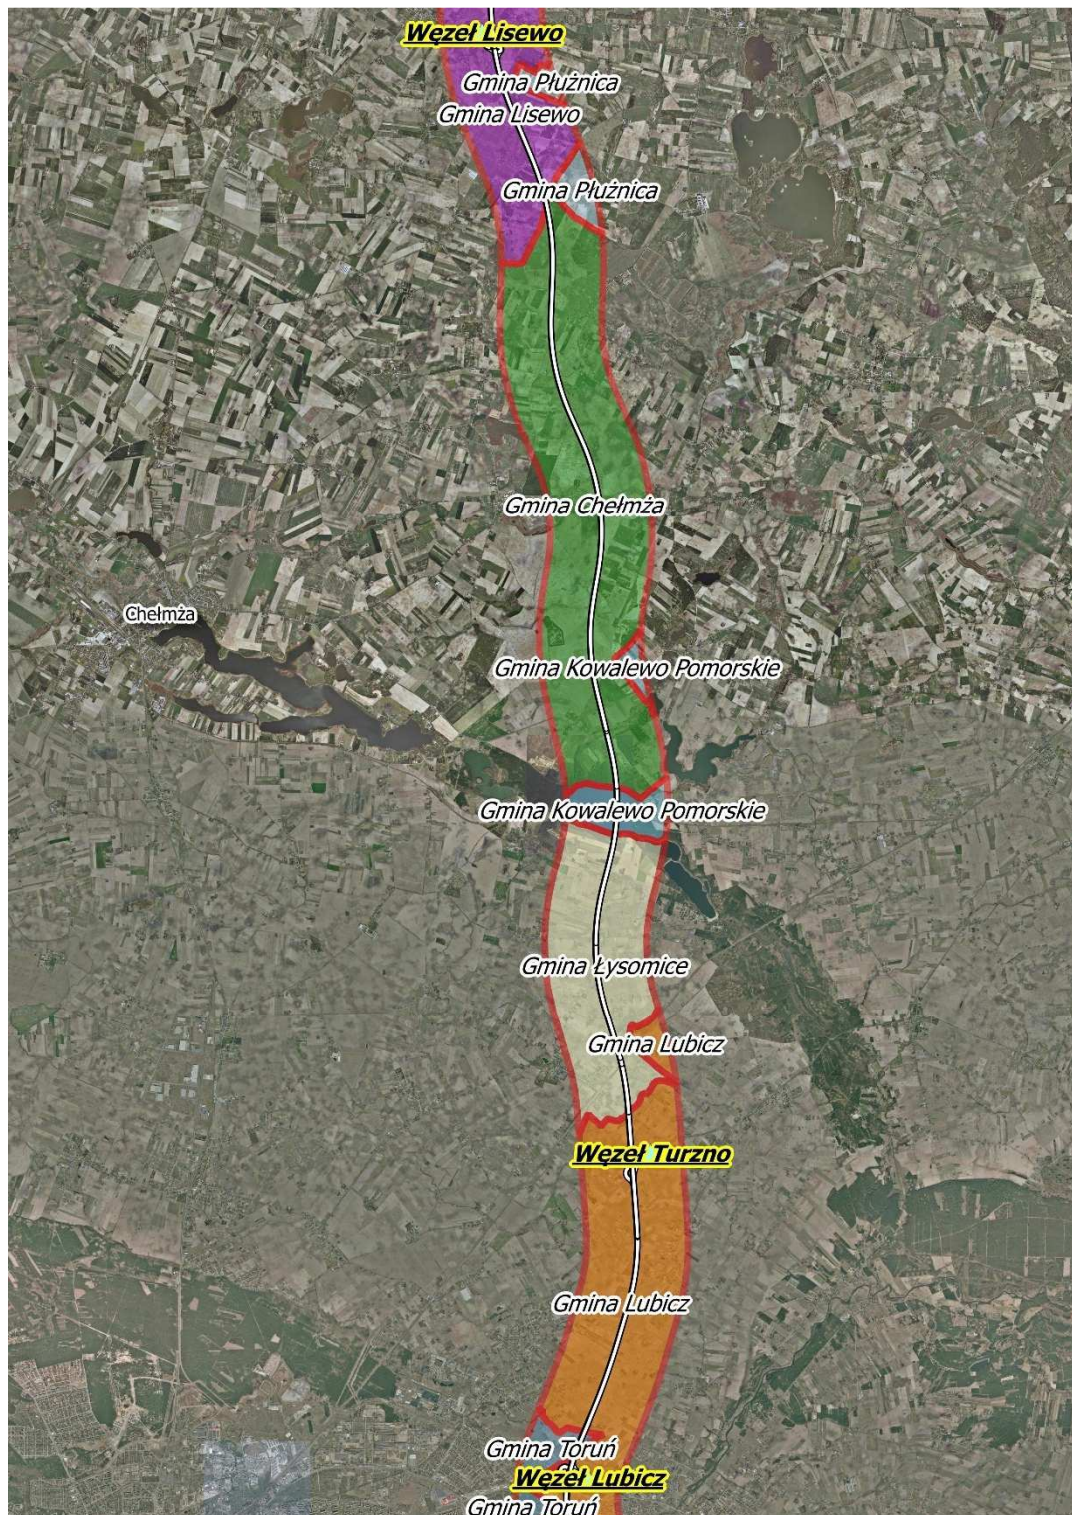 Węzeł Lisewo
Gmina Płużnica
Gmina Lisewo
Gmina Płużnica
Gmina Chełmża
Chełmża
Gmina Kowalewo Pomorskie
Gmina Kowalewo Pomorskie
Gmina Łysomice
Gmina Lubicz
Węzeł Turzno
Gmina Lubicz
Gmina Toruń
Węzeł Lubicz
Gmina Toruń